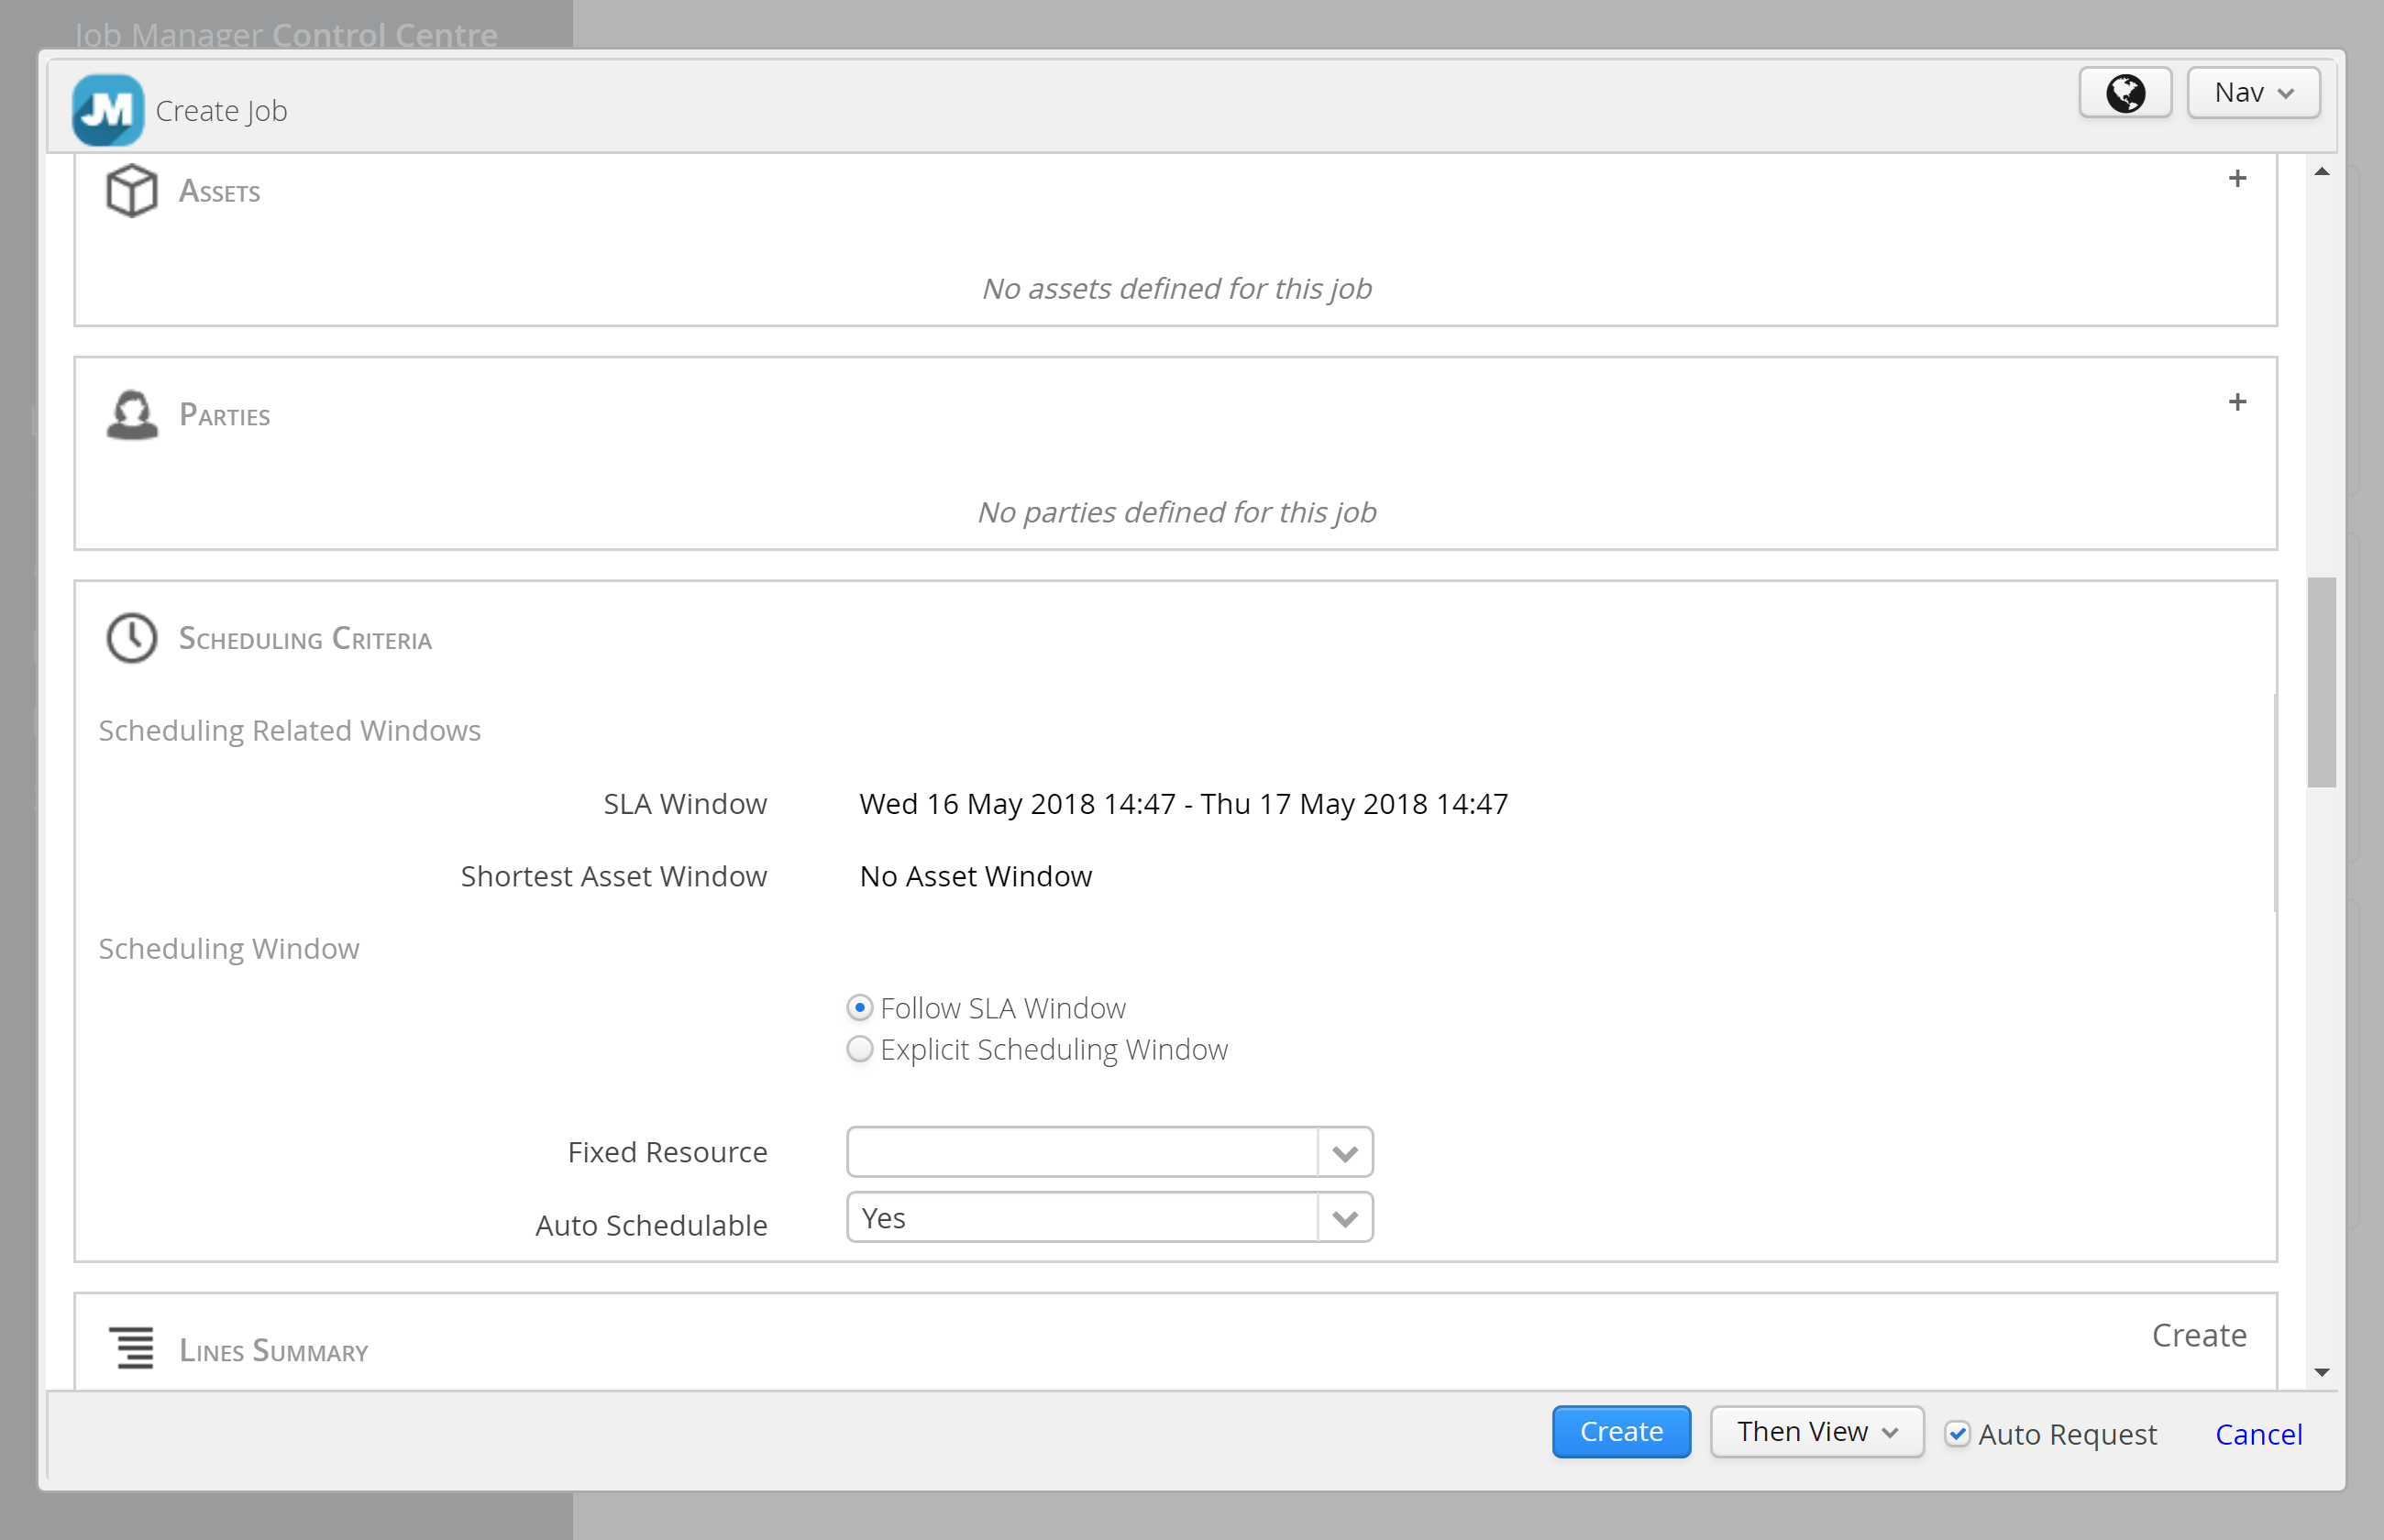 Job Manager Control Centre
JM Create Job
Nav
Assets
+
No assets defined for this job
Parties
+
No parties defined for this job
Scheduling Criteria
Scheduling Related Windows
SLA Window Wed 16 May 2018 14:47 - Thu 17 May 2018 14:47
Shortest Asset Window No Asset Window
Scheduling Window
Follow SLA Window
Explicit Scheduling Window
Fixed Resource
Auto Schedulable Yes
Lines Summary Create
Create Then View Auto Request Cancel